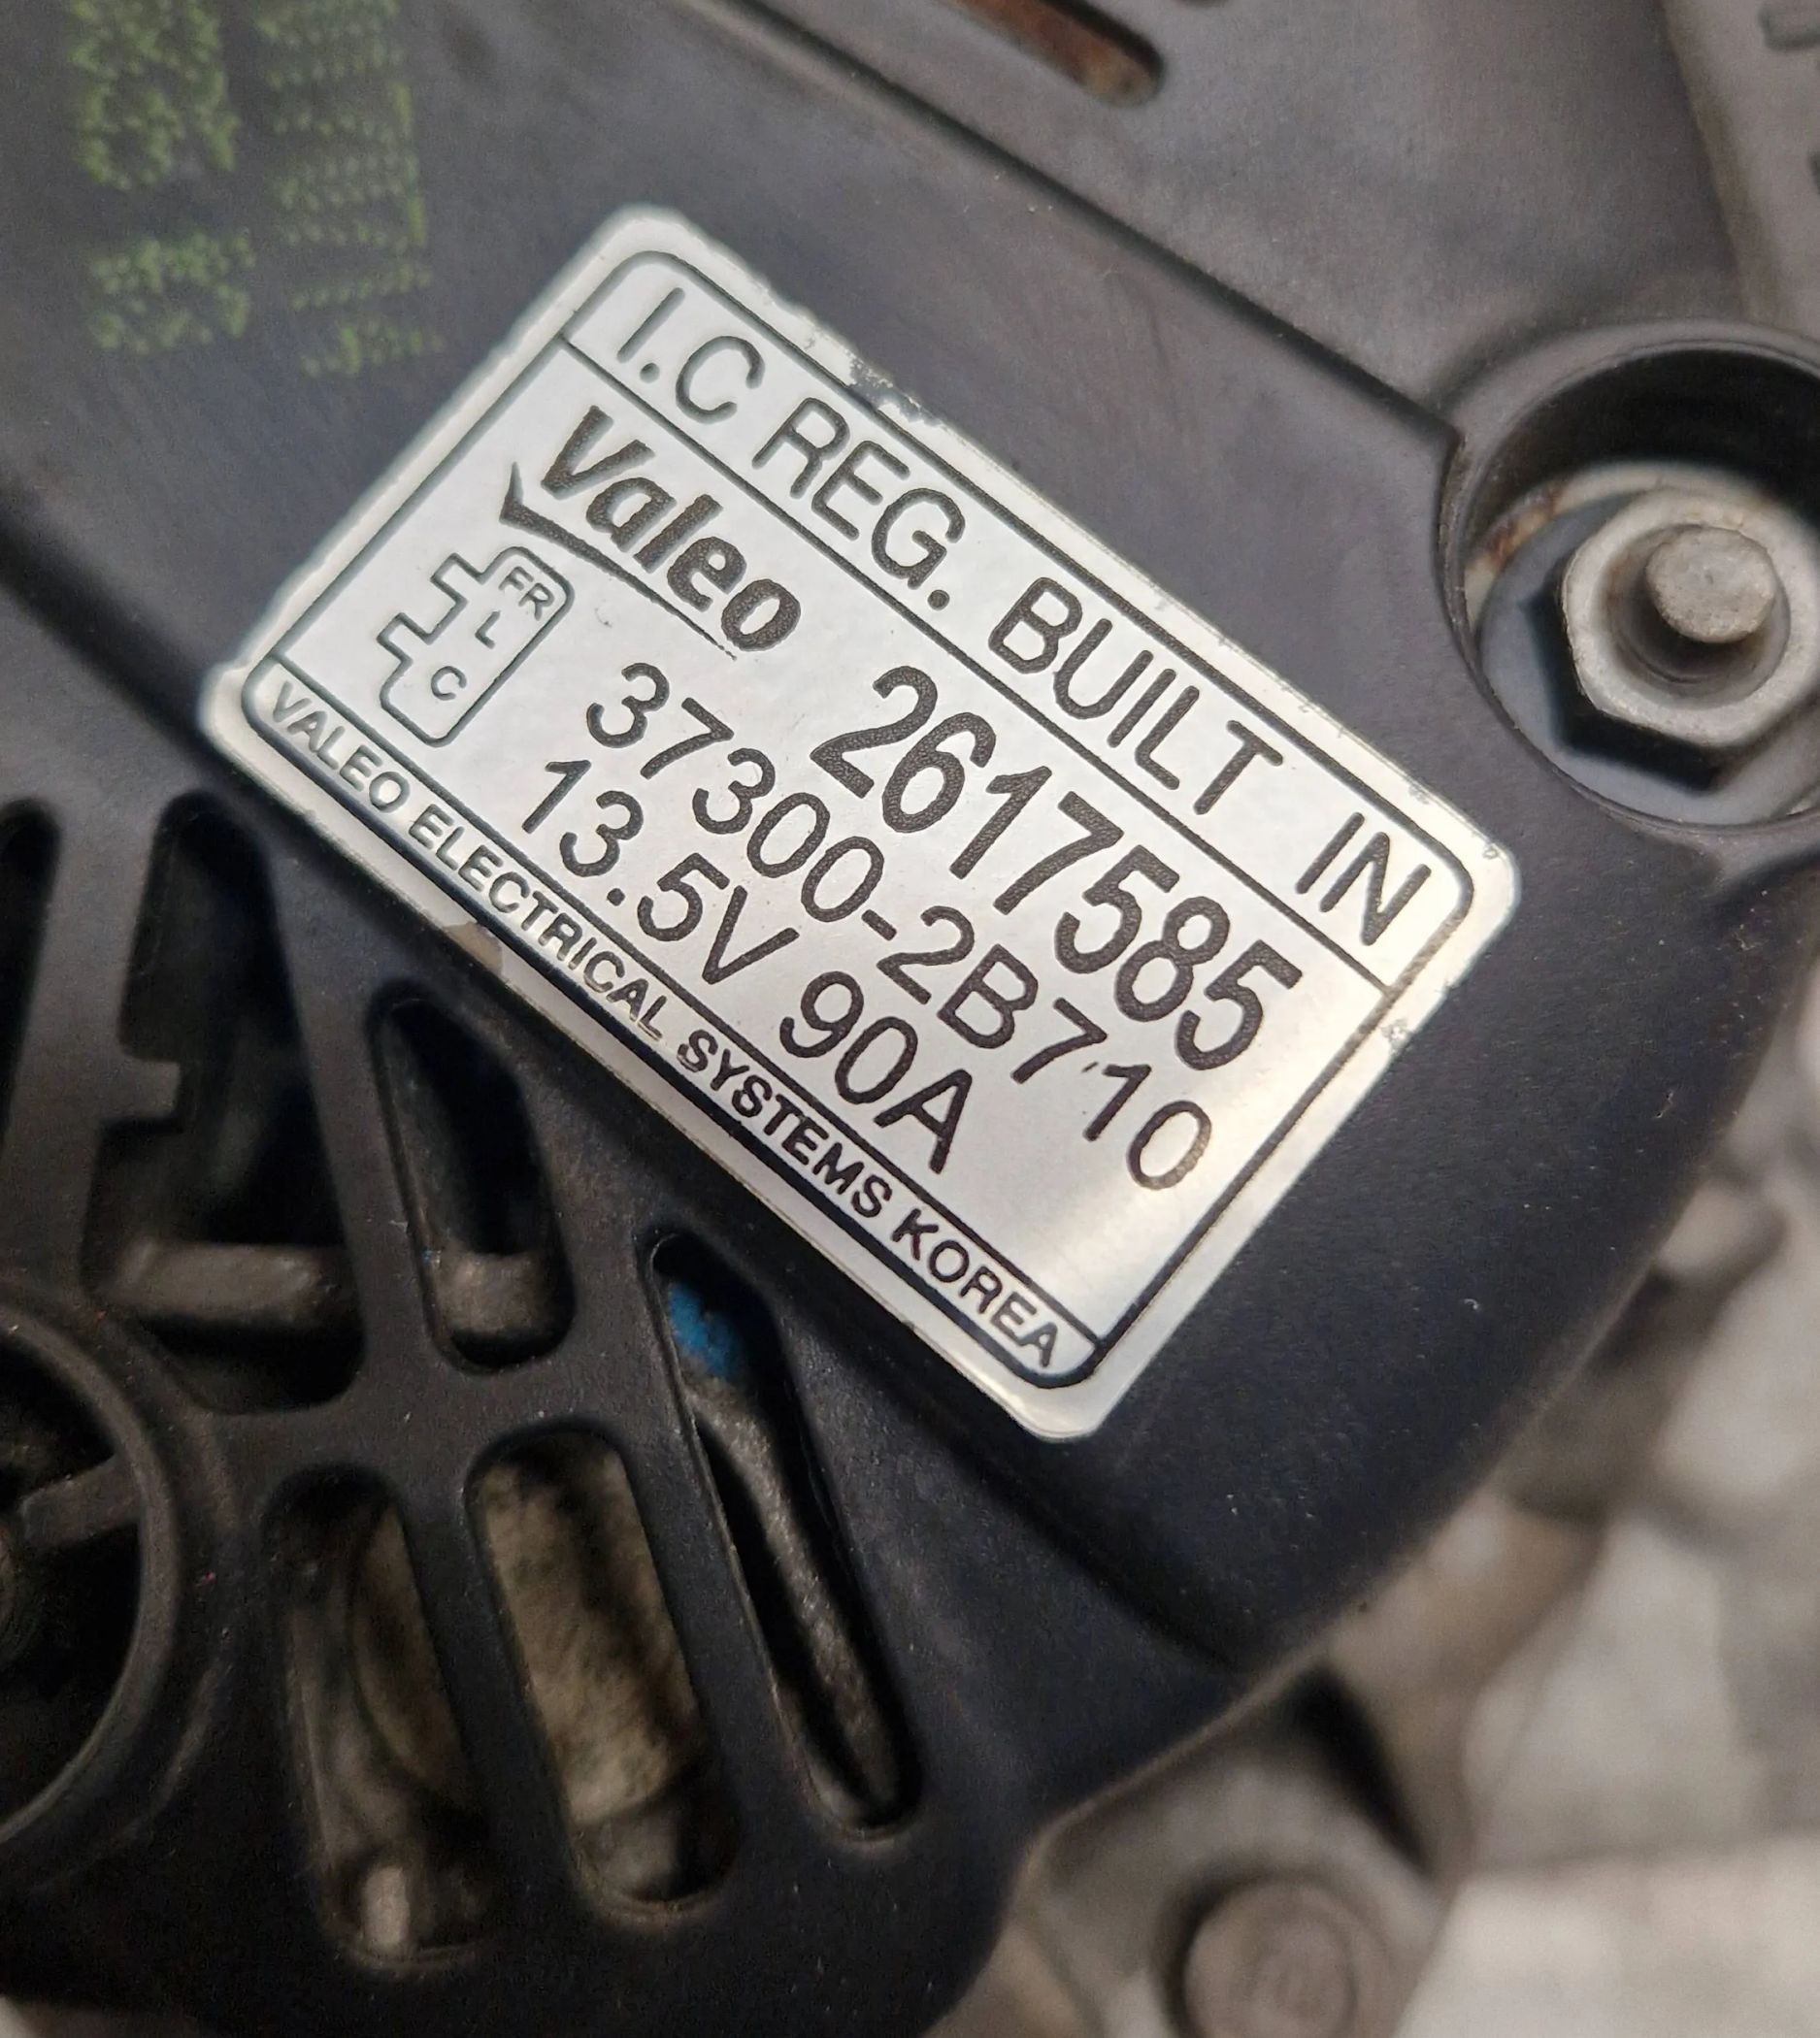 I.C REG. BUILT IN
Valeo 2617585
FR
L
C
37300-2B710
13.5V 90A
VALEO ELECTRICAL SYSTEMS KOREA